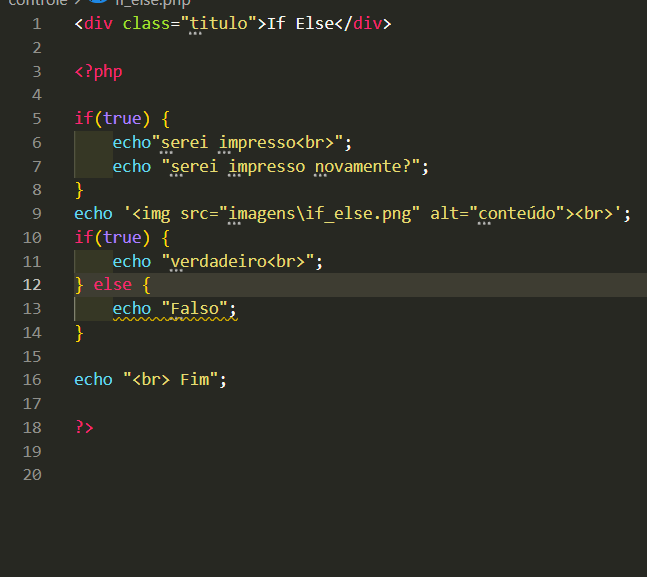 controle > if_else.php
1 <div class="titulo">If Else</div>
2
3 <?php
4
5 if(true) {
6 echo"serei impresso<br>";
7 echo "serei impresso novamente?";
8 }
9 echo '<img src="imagens\if_else.png" alt="conteúdo"><br>';
10 if(true) {
11 echo "verdadeiro<br>";
12 } else {
13 echo "Falso";
14 }
15
16 echo "<br> Fim";
17
18 ?>
19
20